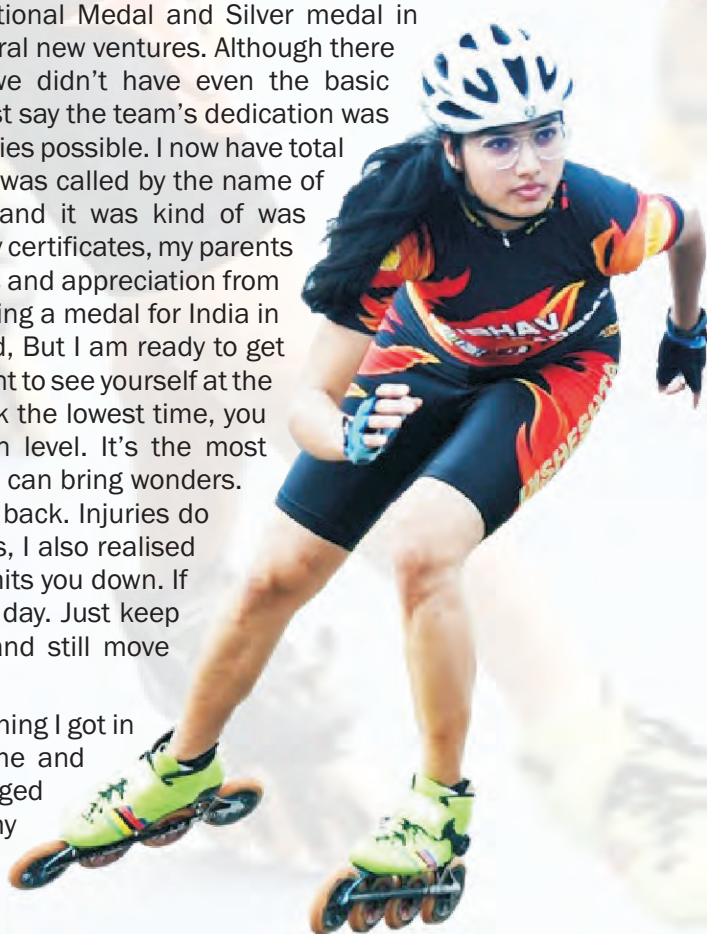 tional Medal and Silver medal in
ral new ventures. Although there
we didn't have even the basic
st say the team's dedication was
ies possible. I now have total
was called by the name of
and it was kind of was
y certificates, my parents
and appreciation from
ing a medal for India in
d, But I am ready to get
nt to see yourself at the
k the lowest time, you
n level. It's the most
can bring wonders.
back. Injuries do
s, I also realised
hits you down. If
day. Just keep
and still move
hing I got in
me and
ged
ny